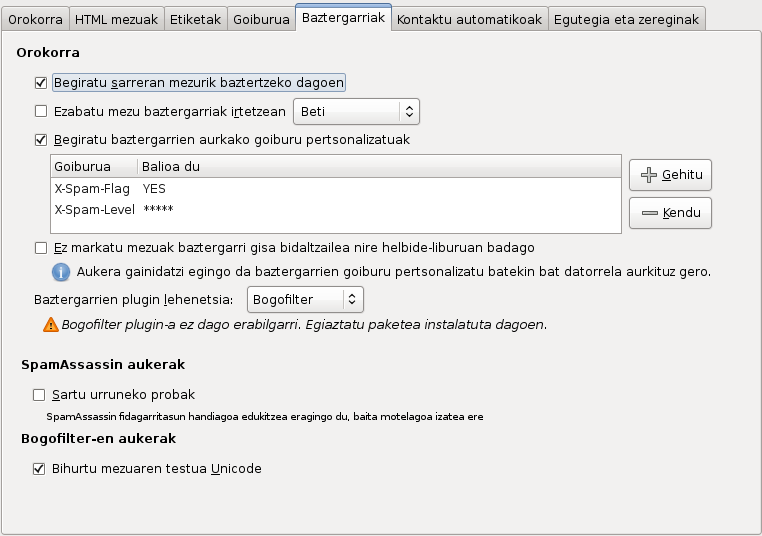 Orokorra HTML mezuak Etiketak Goiburua Baztergarriak Kontaktu automatikoak Egutegia eta zereginak
Orokorra
Begiratu sarreran mezurik baztertzeko dagoen
Ezabatu mezu baztergarriak irtetzean Beti
Begiratu baztergarrien aurkako goiburu pertsonalizatuak
Goiburua Balioa du
X-Spam-Flag YES
X-Spam-Level *****
Gehitu
Kendu
Ez markatu mezuak baztergarri gisa bidaltzailea nire helbide-liburuan badago
Aukera gainidatzi egingo da baztergarrien goiburu pertsonalizatu batekin bat datorrela aurkituz gero.
Baztergarrien plugin lehenetsia: Bogofilter
Bogofilter plugin-a ez dago erabilgarri. Egiaztatu paketea instalatuta dagoen.
SpamAssassin aukerak
Sartu urruneko probak
SpamAssassin fidagarritasun handiagoa edukitzea eragingo du, baita motelagoa izatea ere
Bogofilter-en aukerak
Bihurtu mezuaren testua Unicode